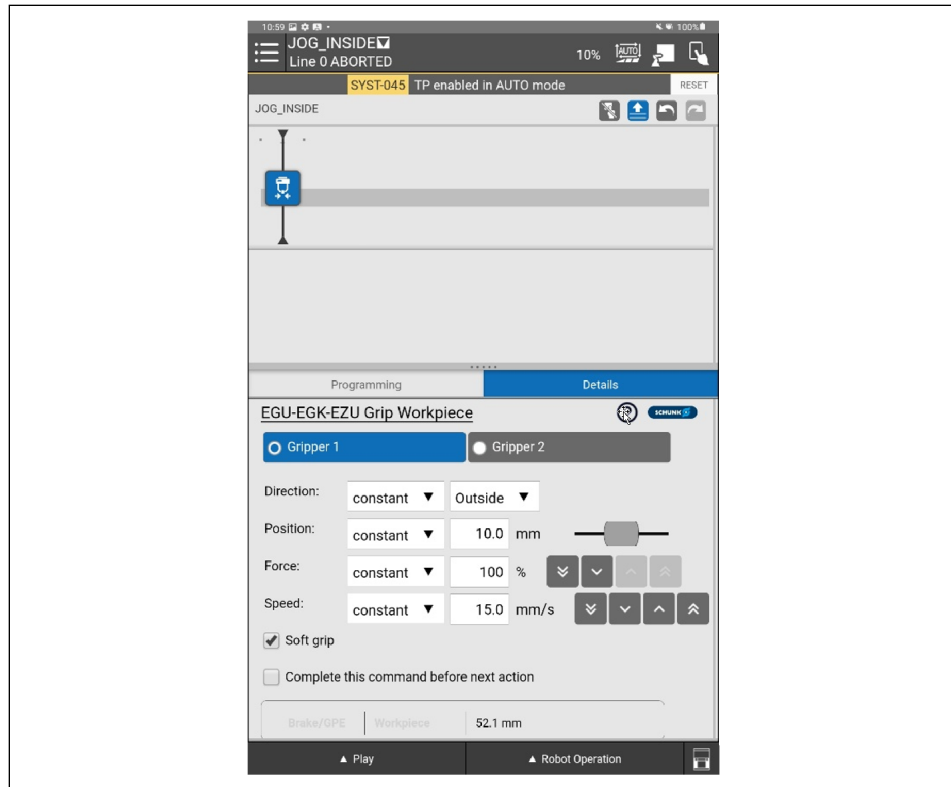 10:59 100%
JOG_INSIDE
Line 0 ABORTED
10% AUTO
SYST-045 TP enabled in AUTO mode RESET
JOG_INSIDE
Programming Details
EGU-EGK-EZU Grip Workpiece SCHUNK
Gripper 1 Gripper 2
Direction: constant ▼ Outside ▼
Position: constant ▼ 10.0 mm
Force: constant ▼ 100 %
Speed: constant ▼ 15.0 mm/s
Soft grip
Complete this command before next action
Brake/GPE Workpiece 52.1 mm
▲ Play ▲ Robot Operation